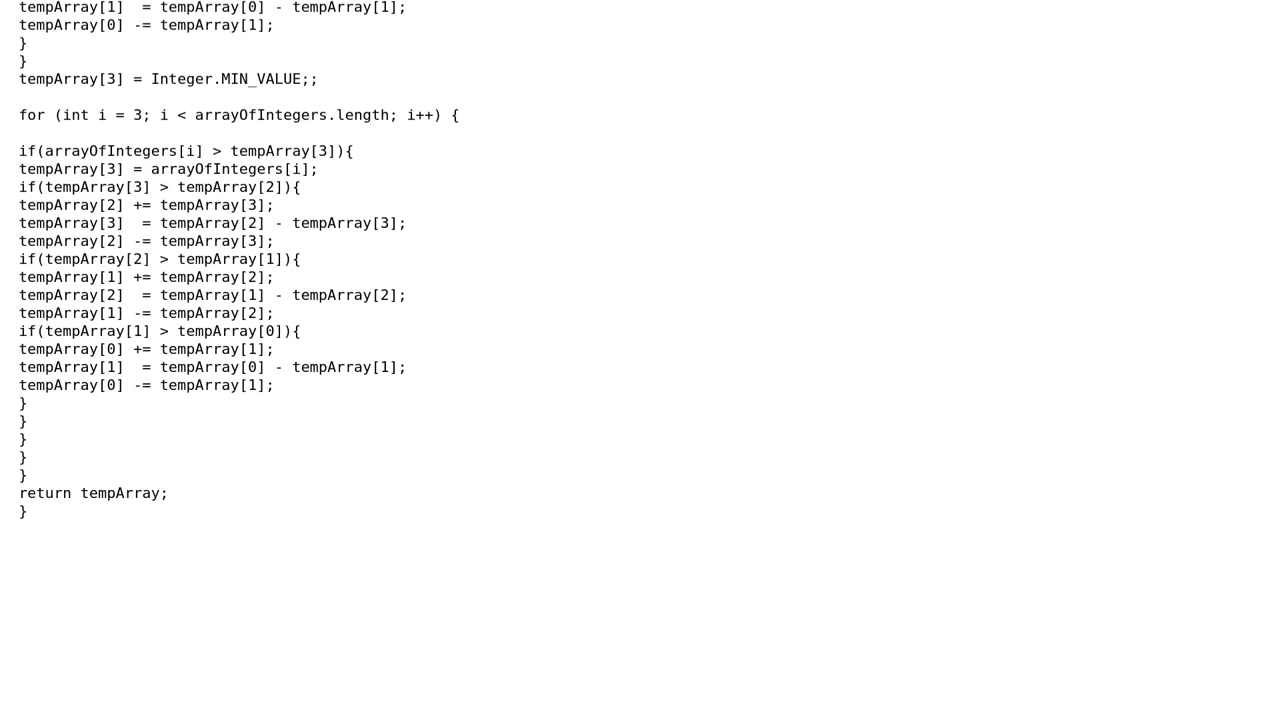 tempArray[1]  = tempArray[0] - tempArray[1];
tempArray[0] -= tempArray[1];
}
}
tempArray[3] = Integer.MIN_VALUE;;
for (int i = 3; i < arrayOfIntegers.length; i++) {
if(arrayOfIntegers[i] > tempArray[3]){
tempArray[3] = arrayOfIntegers[i];
if(tempArray[3] > tempArray[2]){
tempArray[2] += tempArray[3];
tempArray[3]  = tempArray[2] - tempArray[3];
tempArray[2] -= tempArray[3];
if(tempArray[2] > tempArray[1]){
tempArray[1] += tempArray[2];
tempArray[2]  = tempArray[1] - tempArray[2];
tempArray[1] -= tempArray[2];
if(tempArray[1] > tempArray[0]){
tempArray[0] += tempArray[1];
tempArray[1]  = tempArray[0] - tempArray[1];
tempArray[0] -= tempArray[1];
}
}
}
}
}
return tempArray;
}